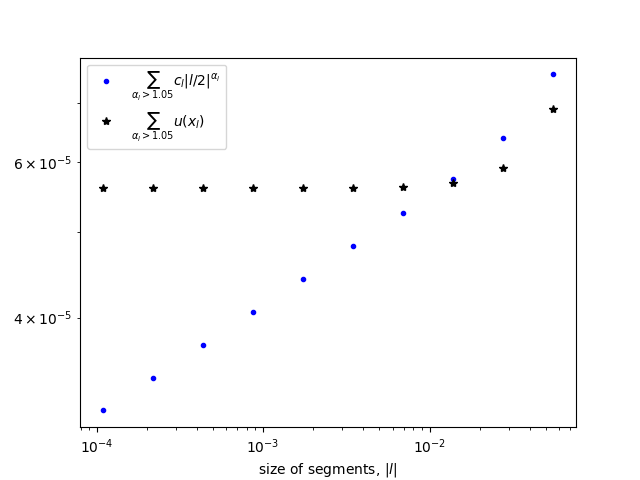 ∑_{α_l>1.05} c_l|l/2|^{α_l}
∑_{α_l>1.05} u(x_l)
6 × 10⁻⁵
4 × 10⁻⁵
10⁻⁴ 10⁻³ 10⁻²
size of segments, |l|